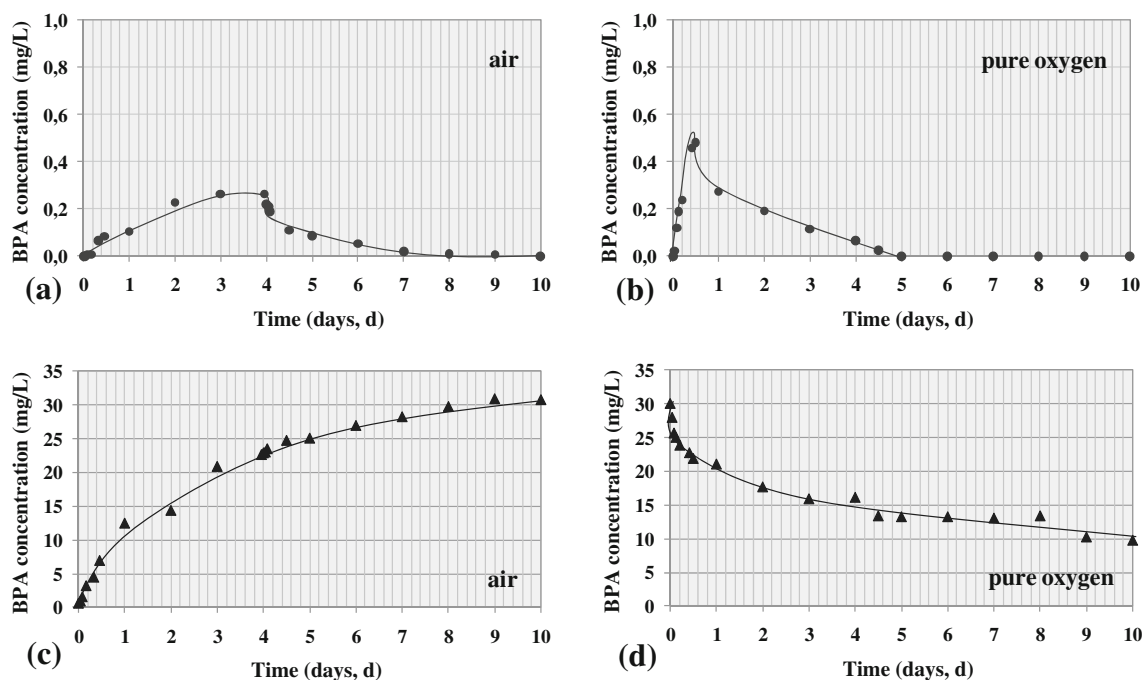 BPA concentration (mg/L)
1,0
0,8
0,6
0,4
0,2
0,0
air
0 1 2 3 4 5 6 7 8 9 10
(a)
Time (days, d)
BPA concentration (mg/L)
1,0
0,8
0,6
0,4
0,2
0,0
pure oxygen
0 1 2 3 4 5 6 7 8 9 10
(b)
Time (days, d)
BPA concentration (mg/L)
35
30
25
20
15
10
5
0
air
0 1 2 3 4 5 6 7 8 9 10
(c)
Time (days, d)
BPA concentration (mg/L)
35
30
25
20
15
10
5
0
pure oxygen
0 1 2 3 4 5 6 7 8 9 10
(d)
Time (days, d)